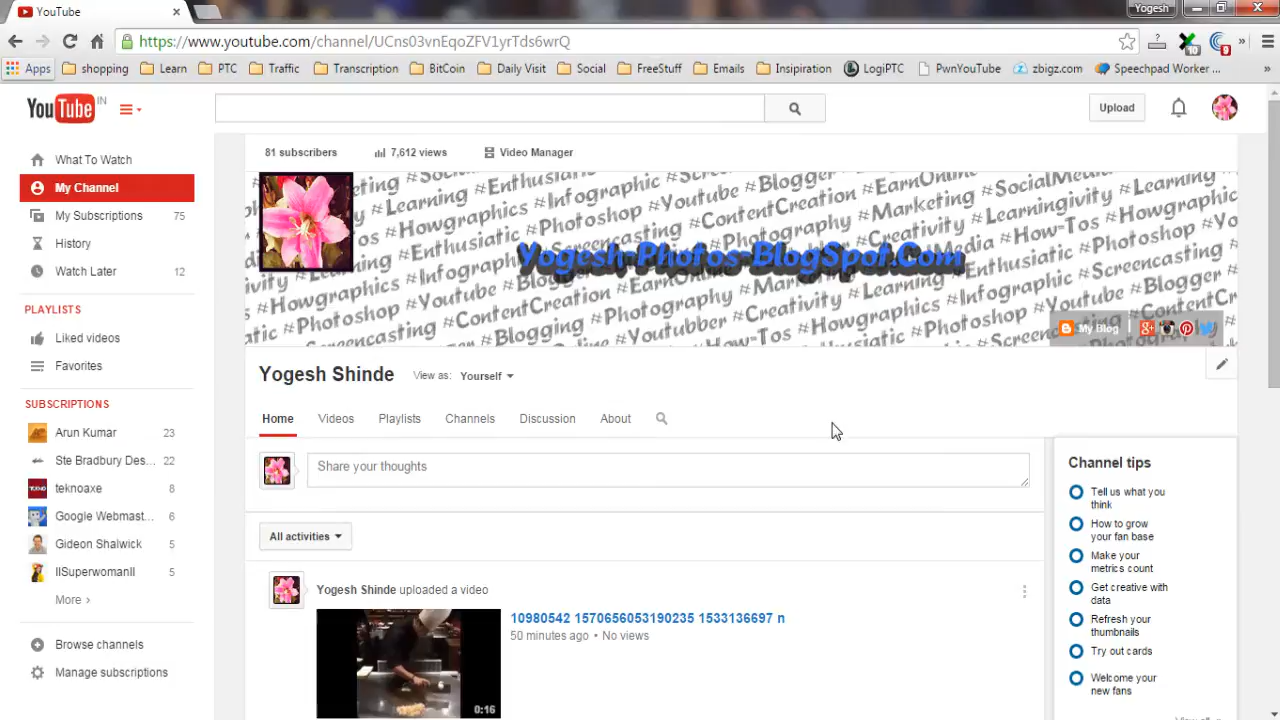 YouTube
Yogesh
https://www.youtube.com/channel/UCns03vnEqoZFV1yrTds6wrQ
10
9
Apps
shopping
Learn
PTC
Traffic
Transcription
BitCoin
Daily Visit
Social
FreeStuff
Emails
Insipiration
LogiPTC
PwnYouTube
zbigz.com
Speechpad Worker ...
YouTube IN
Upload
What To Watch
My Channel
My Subscriptions 75
History
Watch Later 12
PLAYLISTS
Liked videos
Favorites
SUBSCRIPTIONS
Arun Kumar 23
Ste Bradbury Des... 22
teknoaxe 8
Google Webmast... 6
Gideon Shalwick 5
IISuperwomanII 5
More ›
Browse channels
Manage subscriptions
81 subscribers
7,612 views
Video Manager
Yogesh-Photos-BlogSpot.Com
My Blog
Yogesh Shinde
View as: Yourself
Home
Videos
Playlists
Channels
Discussion
About
Share your thoughts
All activities
Yogesh Shinde uploaded a video
10980542 1570656053190235 1533136697 n
50 minutes ago • No views
0:16
Channel tips
Tell us what you
think
How to grow
your fan base
Make your
metrics count
Get creative with
data
Refresh your
thumbnails
Try out cards
Welcome your
new fans